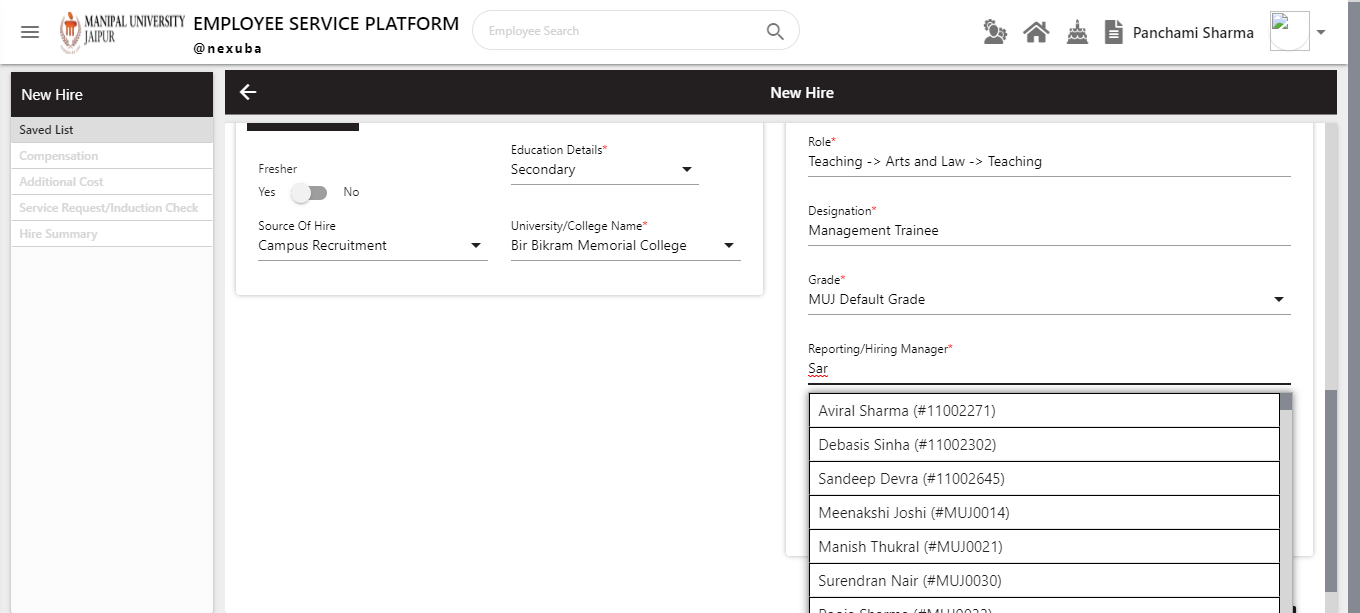 MANIPAL UNIVERSITY
JAIPUR
EMPLOYEE SERVICE PLATFORM
@nexuba
Employee Search
Panchami Sharma
New Hire
Saved List
Compensation
Additional Cost
Service Request/Induction Check
Hire Summary
New Hire
Fresher
Yes No
Education Details*
Secondary
Source Of Hire
Campus Recruitment
University/College Name*
Bir Bikram Memorial College
Role*
Teaching -> Arts and Law -> Teaching
Designation*
Management Trainee
Grade*
MUJ Default Grade
Reporting/Hiring Manager*
Sar
Aviral Sharma (#11002271)
Debasis Sinha (#11002302)
Sandeep Devra (#11002645)
Meenakshi Joshi (#MUJ0014)
Manish Thukral (#MUJ0021)
Surendran Nair (#MUJ0030)